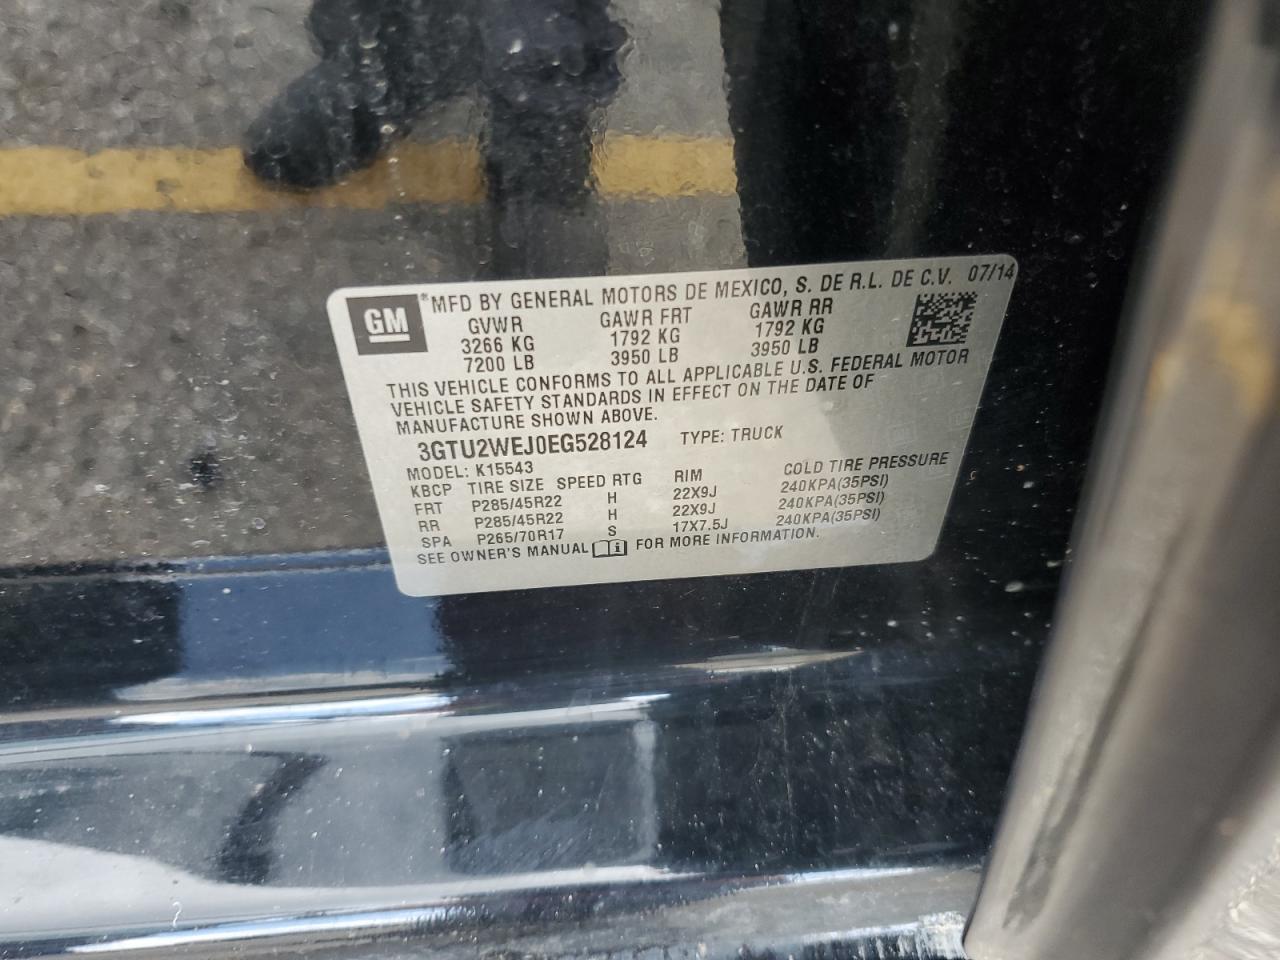 GM
*MFD BY GENERAL MOTORS DE MEXICO, S. DE R.L. DE C.V. 07/14
GVWR GAWR FRT GAWR RR
3266 KG 1792 KG 1792 KG
7200 LB 3950 LB 3950 LB
THIS VEHICLE CONFORMS TO ALL APPLICABLE U.S. FEDERAL MOTOR
VEHICLE SAFETY STANDARDS IN EFFECT ON THE DATE OF
MANUFACTURE SHOWN ABOVE.
3GTU2WEJ0EG528124 TYPE: TRUCK
MODEL: K15543
KBCP TIRE SIZE SPEED RTG RIM COLD TIRE PRESSURE
FRT P285/45R22 H 22X9J 240KPA(35PSI)
RR P285/45R22 H 22X9J 240KPA(35PSI)
SPA P265/70R17 S 17X7.5J 240KPA(35PSI)
SEE OWNER'S MANUAL FOR MORE INFORMATION.